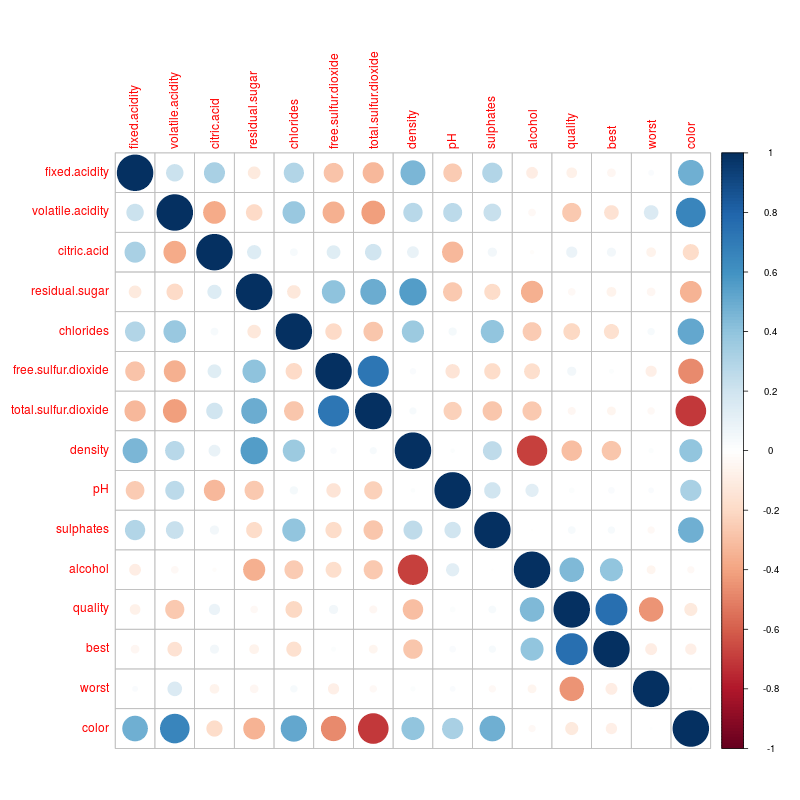 fixed.acidity
volatile.acidity
citric.acid
residual.sugar
chlorides
free.sulfur.dioxide
total.sulfur.dioxide
density
pH
sulphates
alcohol
quality
best
worst
color
fixed.acidity
volatile.acidity
citric.acid
residual.sugar
chlorides
free.sulfur.dioxide
total.sulfur.dioxide
density
pH
sulphates
alcohol
quality
best
worst
color
1
0.8
0.6
0.4
0.2
0
-0.2
-0.4
-0.6
-0.8
-1